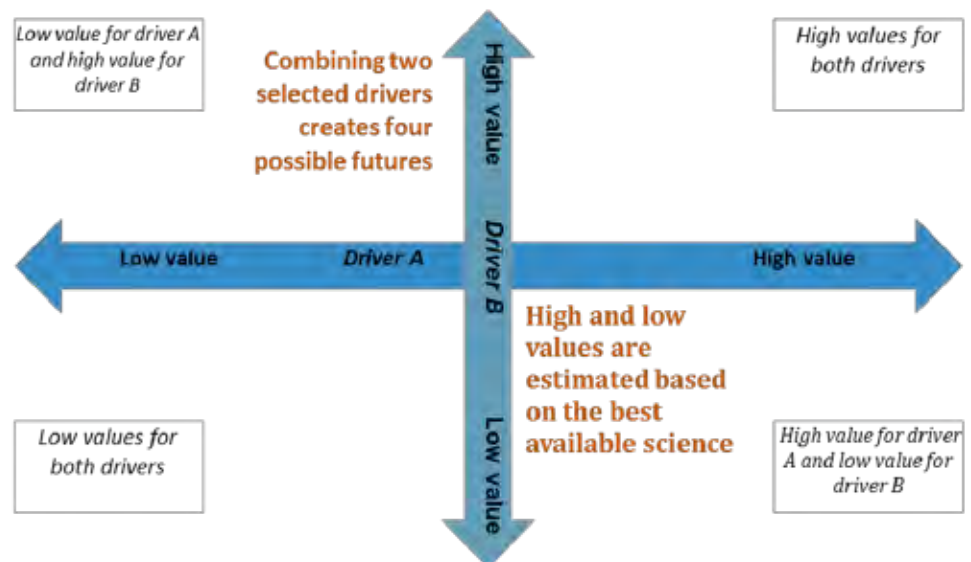 Low value for driver A
and high value for
driver B
Combining two
selected drivers
creates four
possible futures
High value
High values for
both drivers
Low value
Driver A
Driver B
High value
High and low
values are
estimated based
on the best
available science
Low values for
both drivers
Low value
High value for driver
A and low value for
driver B